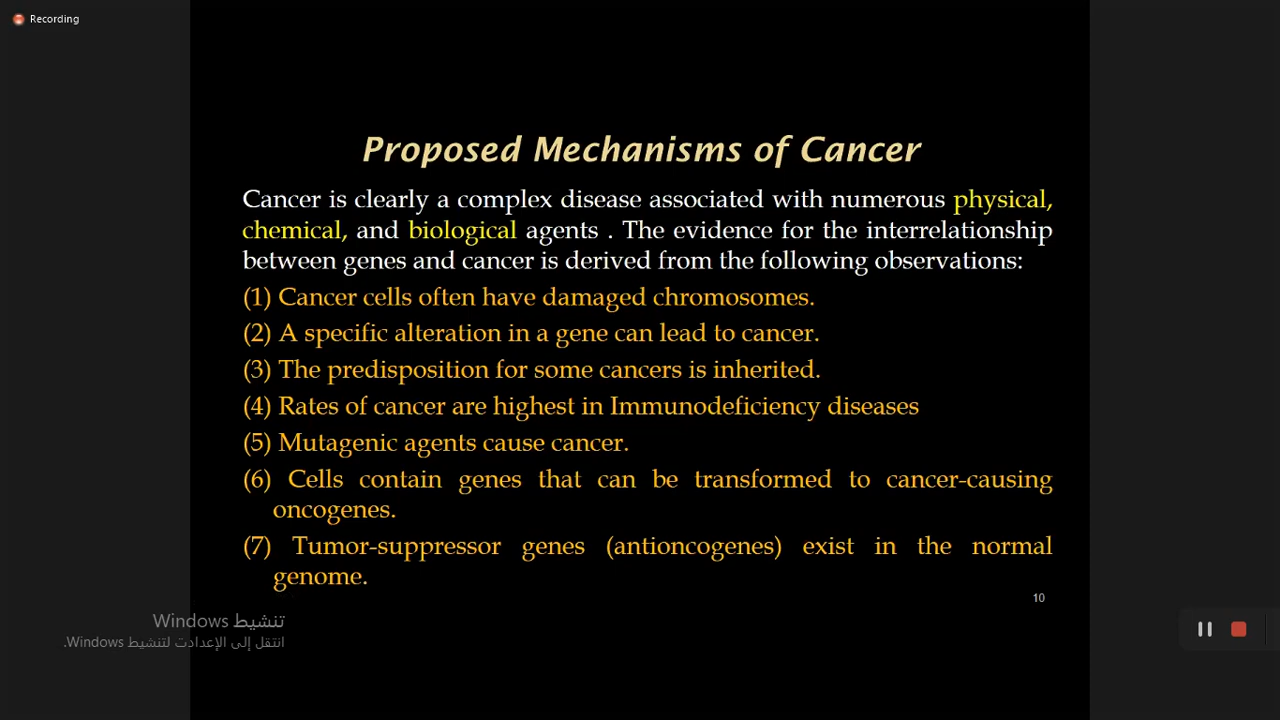 Recording
Proposed Mechanisms of Cancer
Cancer is clearly a complex disease associated with numerous physical,
chemical, and biological agents . The evidence for the interrelationship
between genes and cancer is derived from the following observations:
(1) Cancer cells often have damaged chromosomes.
(2) A specific alteration in a gene can lead to cancer.
(3) The predisposition for some cancers is inherited.
(4) Rates of cancer are highest in Immunodeficiency diseases
(5) Mutagenic agents cause cancer.
(6) Cells contain genes that can be transformed to cancer-causing
oncogenes.
(7) Tumor-suppressor genes (antioncogenes) exist in the normal
genome.
10
تنشيط Windows
انتقل إلى الإعدادت لتنشيط Windows.